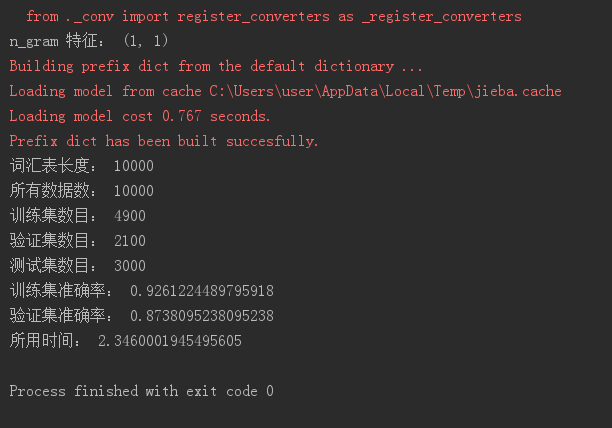 from ._conv import register_converters as _register_converters
n_gram 特征： (1, 1)
Building prefix dict from the default dictionary ...
Loading model from cache C:\Users\user\AppData\Local\Temp\jieba.cache
Loading model cost 0.767 seconds.
Prefix dict has been built succesfully.
词汇表长度： 10000
所有数据数： 10000
训练集数目： 4900
验证集数目： 2100
测试集数目： 3000
训练集准确率： 0.9261224489795918
验证集准确率： 0.8738095238095238
所用时间： 2.3460001945495605
Process finished with exit code 0